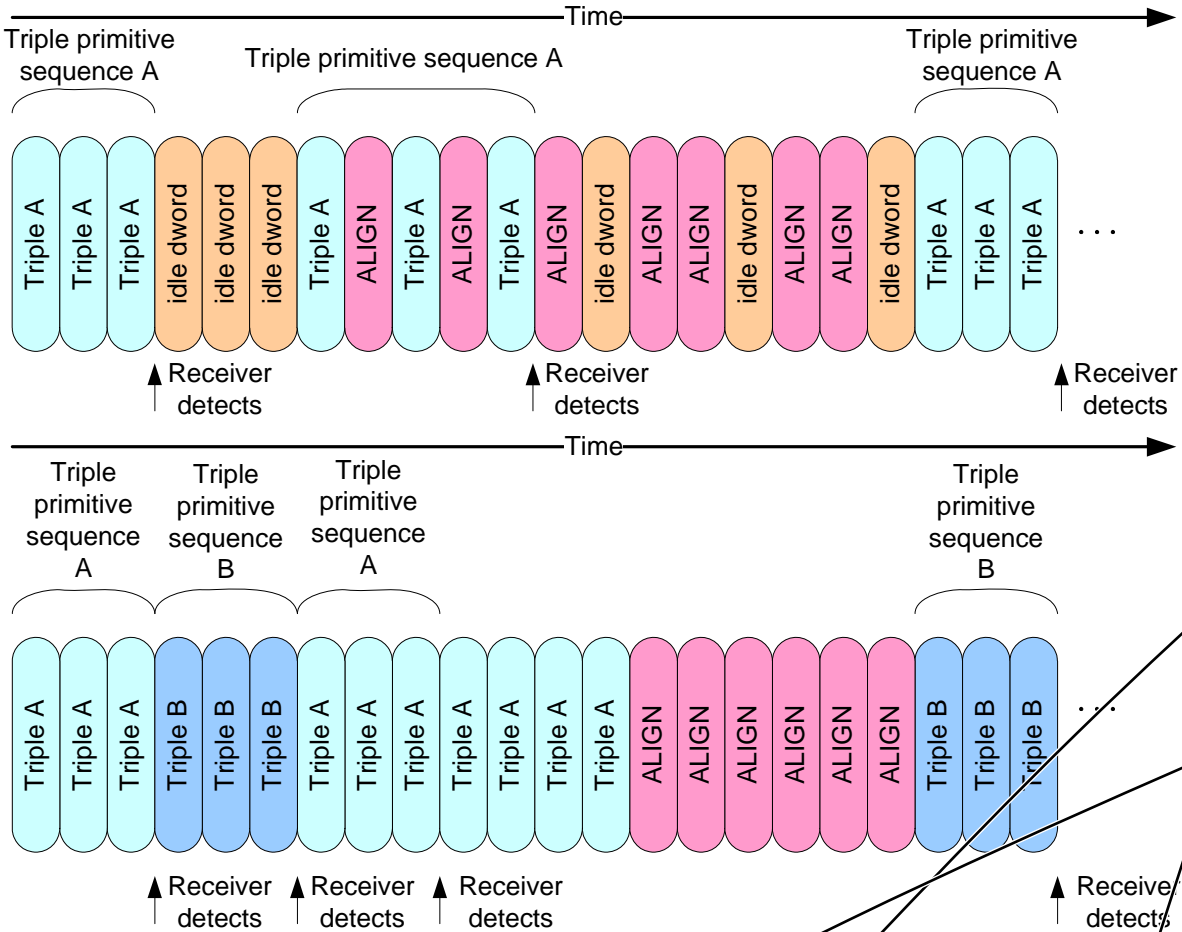 Time
Triple primitive
sequence A
Triple primitive sequence A
Triple primitive
sequence A
Triple A
Triple A
Triple A
idle dword
idle dword
idle dword
Triple A
ALIGN
Triple A
ALIGN
Triple A
ALIGN
idle dword
ALIGN
ALIGN
idle dword
ALIGN
ALIGN
idle dword
Triple A
Triple A
Triple A
. . .
Receiver
detects
Receiver
detects
Receiver
detects
Time
Triple
primitive
sequence
A
Triple
primitive
sequence
B
Triple
primitive
sequence
A
Triple
primitive
sequence
B
Triple A
Triple A
Triple A
Triple B
Triple B
Triple B
Triple A
Triple A
Triple A
Triple A
Triple A
Triple A
Triple A
ALIGN
ALIGN
ALIGN
ALIGN
ALIGN
ALIGN
Triple B
Triple B
Triple B
. . .
Receiver
detects
Receiver
detects
Receiver
detects
Receiver
detects